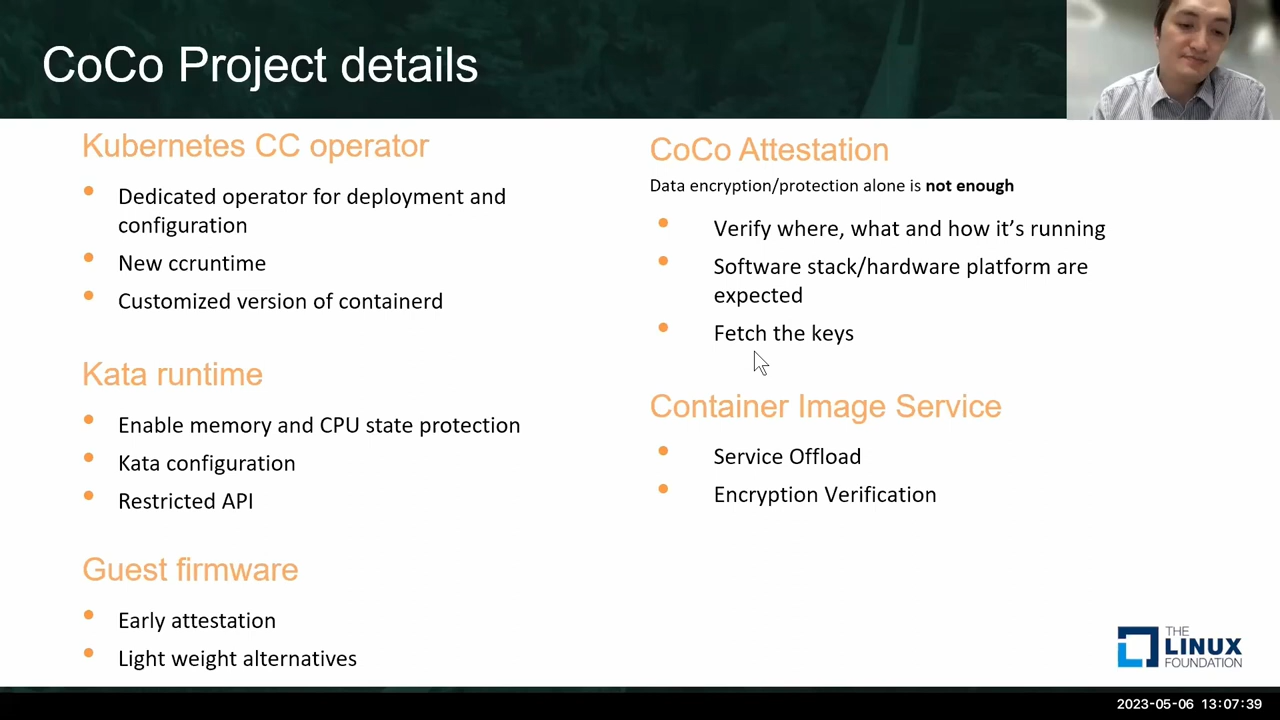 CoCo Project details
Kubernetes CC operator
Dedicated operator for deployment and
configuration
New ccruntime
Customized version of containerd
Kata runtime
Enable memory and CPU state protection
Kata configuration
Restricted API
Guest firmware
Early attestation
Light weight alternatives
CoCo Attestation
Data encryption/protection alone is not enough
Verify where, what and how it’s running
Software stack/hardware platform are
expected
Fetch the keys
Container Image Service
Service Offload
Encryption Verification
THE
LINUX
FOUNDATION
2023-05-06 13:07:39